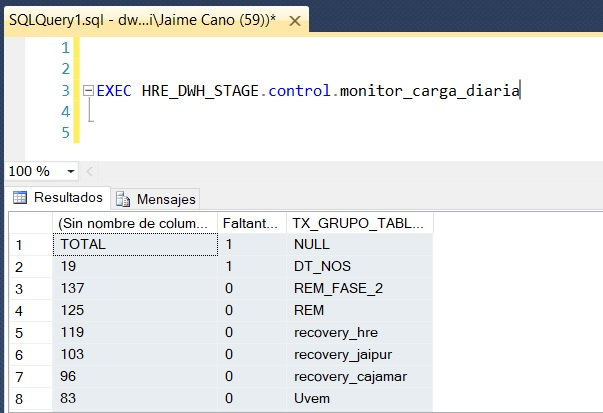 SQLQuery1.sql - dw...i\Jaime Cano (59))* ×
1
2
3 EXEC HRE_DWH_STAGE.control.monitor_carga_diaria
4
5
100 %
Resultados Mensajes
(Sin nombre de colum... Faltant... TX_GRUPO_TABL...
1 TOTAL 1 NULL
2 19 1 DT_NOS
3 137 0 REM_FASE_2
4 125 0 REM
5 119 0 recovery_hre
6 103 0 recovery_jaipur
7 96 0 recovery_cajamar
8 83 0 Uvem